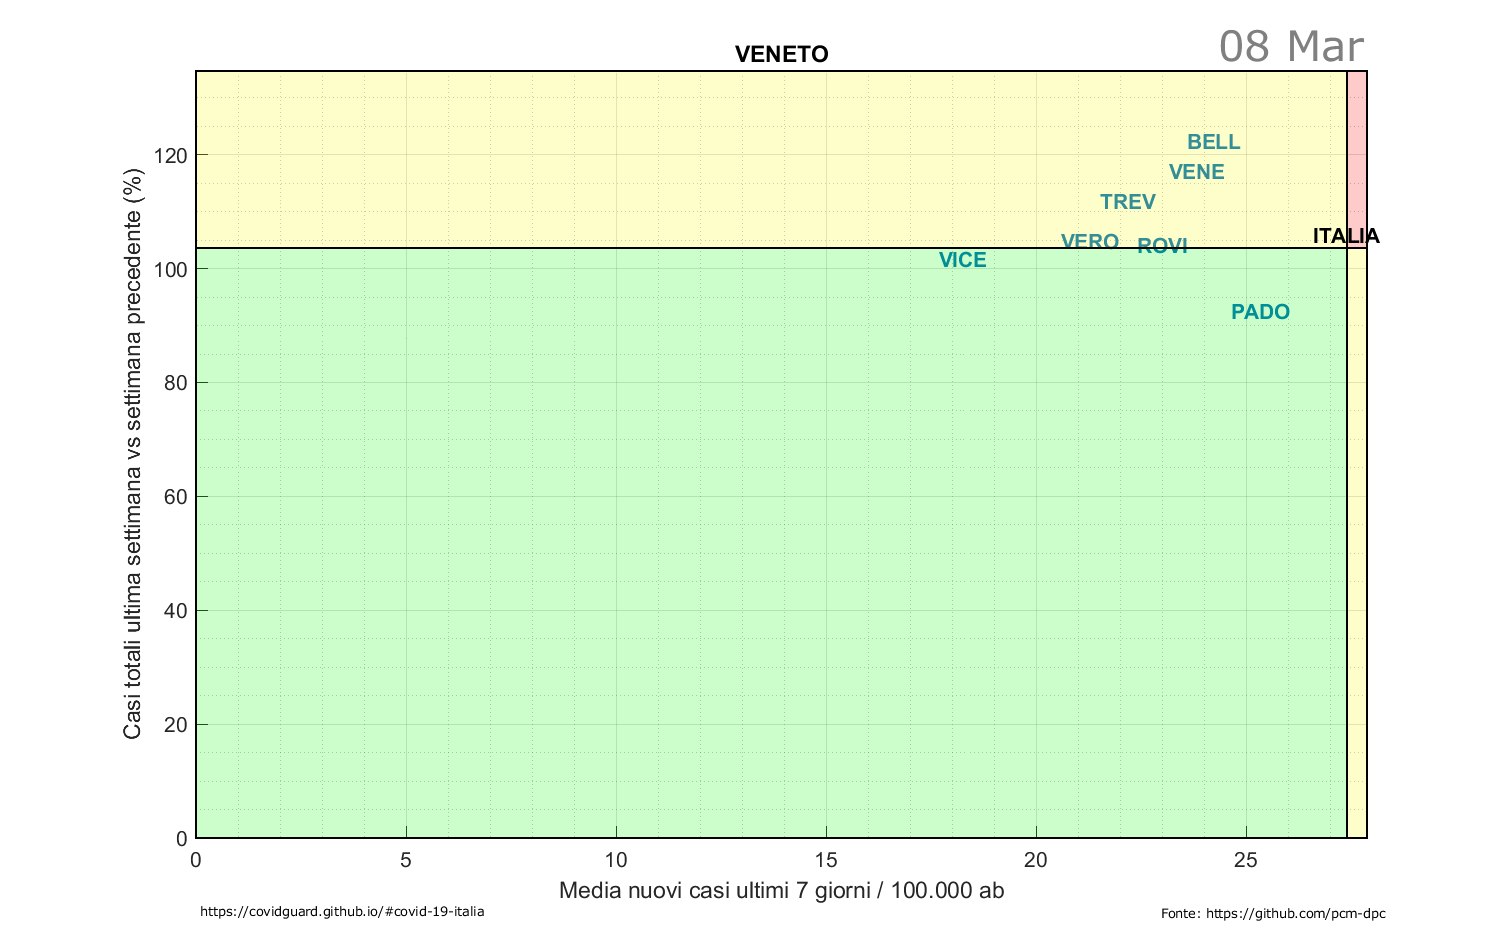 08 Mar
VENETO
BELL
VENE
TREV
VERO
ROVI
ITALIA
VICE
PADO
Casi totali ultima settimana vs settimana precedente (%)
120
100
80
60
40
20
0
0 5 10 15 20 25
Media nuovi casi ultimi 7 giorni / 100.000 ab
https://covidguard.github.io/#covid-19-italia
Fonte: https://github.com/pcm-dpc